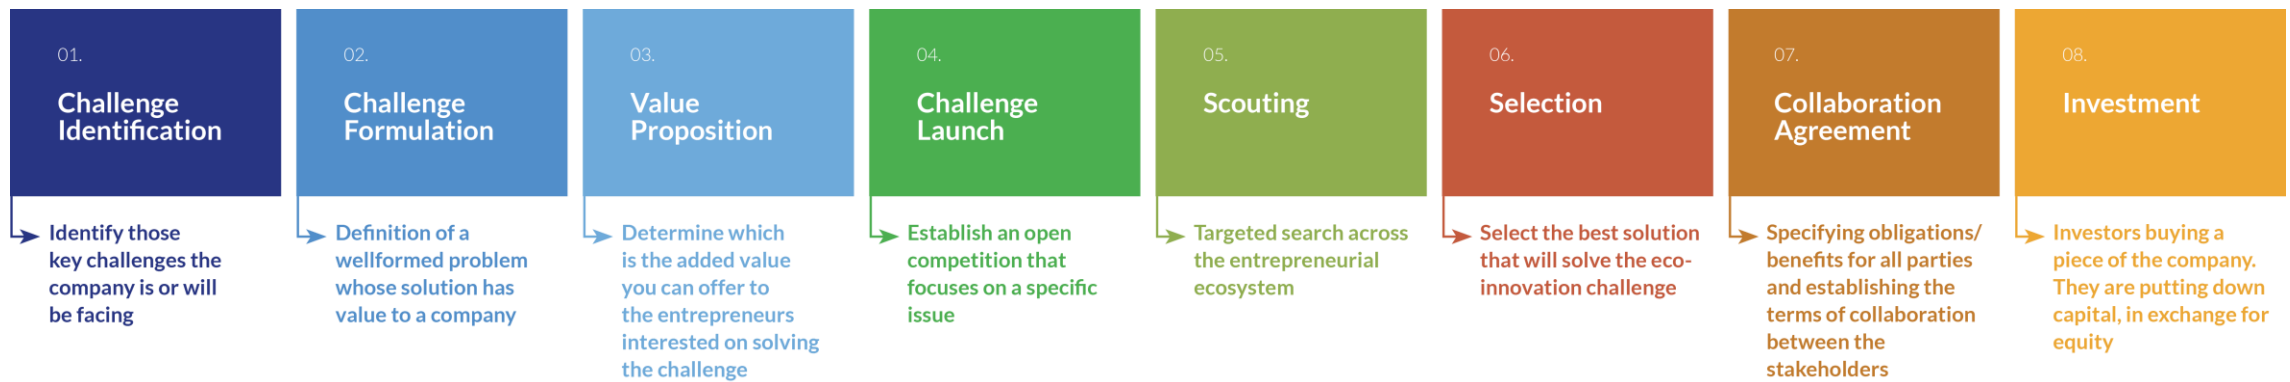 01.
Challenge
Identification
Identify those
key challenges the
company is or will
be facing
02.
Challenge
Formulation
Definition of a
wellformed problem
whose solution has
value to a company
03.
Value
Proposition
Determine which
is the added value
you can offer to
the entrepreneurs
interested on solving
the challenge
04.
Challenge
Launch
Establish an open
competition that
focuses on a specific
issue
05.
Scouting
Targeted search across
the entrepreneurial
ecosystem
06.
Selection
Select the best solution
that will solve the eco-
innovation challenge
07.
Collaboration
Agreement
Specifying obligations/
benefits for all parties
and establishing the
terms of collaboration
between the
stakeholders
08.
Investment
Investors buying a
piece of the company.
They are putting down
capital, in exchange for
equity